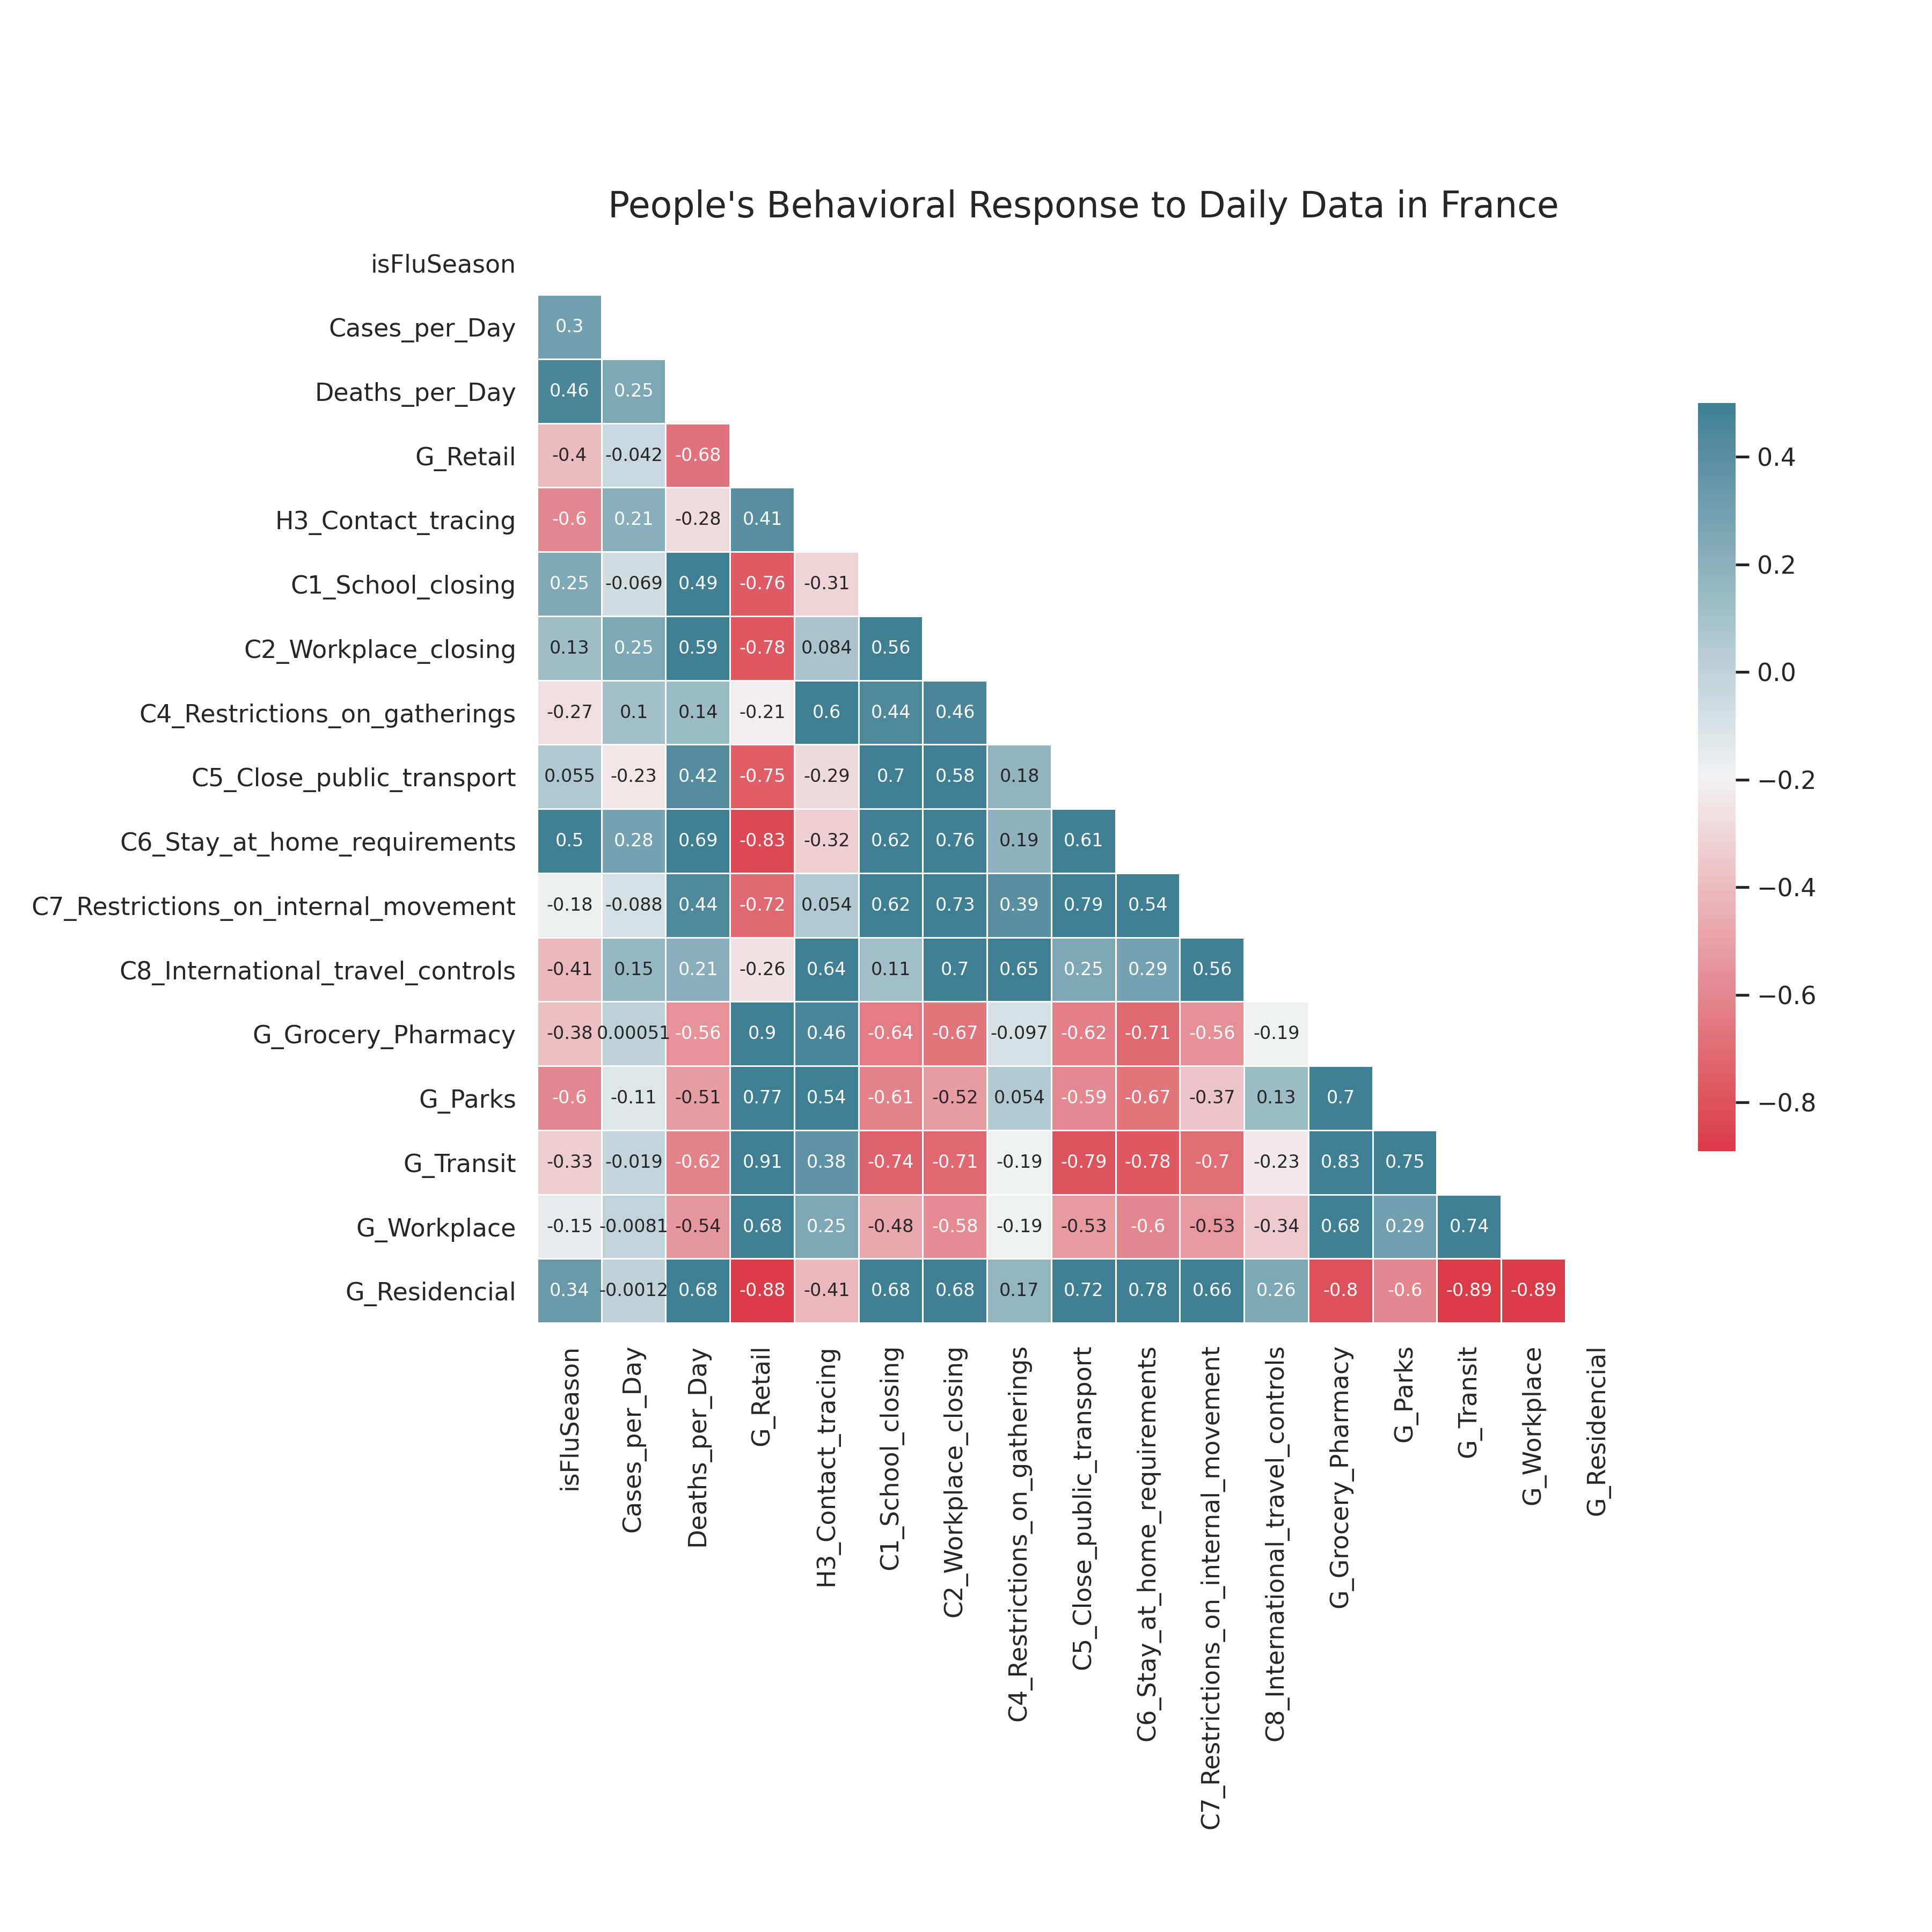 People's Behavioral Response to Daily Data in France
isFluSeason
Cases_per_Day 0.3
Deaths_per_Day 0.46 0.25
G_Retail -0.4 -0.042 -0.68
H3_Contact_tracing -0.6 0.21 -0.28 0.41
C1_School_closing 0.25 -0.069 0.49 -0.76 -0.31
C2_Workplace_closing 0.13 0.25 0.59 -0.78 0.084 0.56
C4_Restrictions_on_gatherings -0.27 0.1 0.14 -0.21 0.6 0.44 0.46
C5_Close_public_transport 0.055 -0.23 0.42 -0.75 -0.29 0.7 0.58 0.18
C6_Stay_at_home_requirements 0.5 0.28 0.69 -0.83 -0.32 0.62 0.76 0.19 0.61
C7_Restrictions_on_internal_movement -0.18 -0.088 0.44 -0.72 0.054 0.62 0.73 0.39 0.79 0.54
C8_International_travel_controls -0.41 0.15 0.21 -0.26 0.64 0.11 0.7 0.65 0.25 0.29 0.56
G_Grocery_Pharmacy -0.38 0.00051 -0.56 0.9 0.46 -0.64 -0.67 -0.097 -0.62 -0.71 -0.56 -0.19
G_Parks -0.6 -0.11 -0.51 0.77 0.54 -0.61 -0.52 0.054 -0.59 -0.67 -0.37 0.13 0.7
G_Transit -0.33 -0.019 -0.62 0.91 0.38 -0.74 -0.71 -0.19 -0.79 -0.78 -0.7 -0.23 0.83 0.75
G_Workplace -0.15 -0.0081 -0.54 0.68 0.25 -0.48 -0.58 -0.19 -0.53 -0.6 -0.53 -0.34 0.68 0.29 0.74
G_Residencial 0.34 -0.0012 0.68 -0.88 -0.41 0.68 0.68 0.17 0.72 0.78 0.66 0.26 -0.8 -0.6 -0.89 -0.89
isFluSeason
Cases_per_Day
Deaths_per_Day
G_Retail
H3_Contact_tracing
C1_School_closing
C2_Workplace_closing
C4_Restrictions_on_gatherings
C5_Close_public_transport
C6_Stay_at_home_requirements
C7_Restrictions_on_internal_movement
C8_International_travel_controls
G_Grocery_Pharmacy
G_Parks
G_Transit
G_Workplace
G_Residencial
0.4
0.2
0.0
−0.2
−0.4
−0.6
−0.8